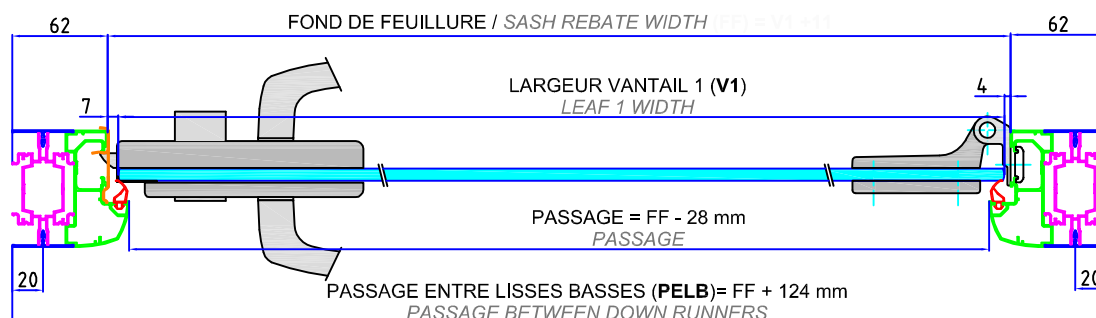 62
FOND DE FEUILLURE / SASH REBATE WIDTH (FF) = V1 +11
62
LARGEUR VANTAIL 1 (V1)
LEAF 1 WIDTH
7
4
PASSAGE = FF - 28 mm
PASSAGE
20
20
PASSAGE ENTRE LISSES BASSES (PELB)= FF + 124 mm
PASSAGE BETWEEN DOWN RUNNERS